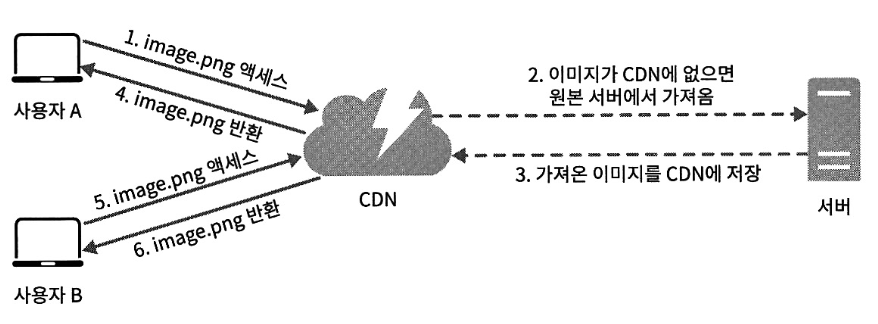 1. image.png 액세스
사용자 A
4. image.png 반환
2. 이미지가 CDN에 없으면
원본 서버에서 가져옴
3. 가져온 이미지를 CDN에 저장
CDN
서버
5. image.png 액세스
6. image.png 반환
사용자 B